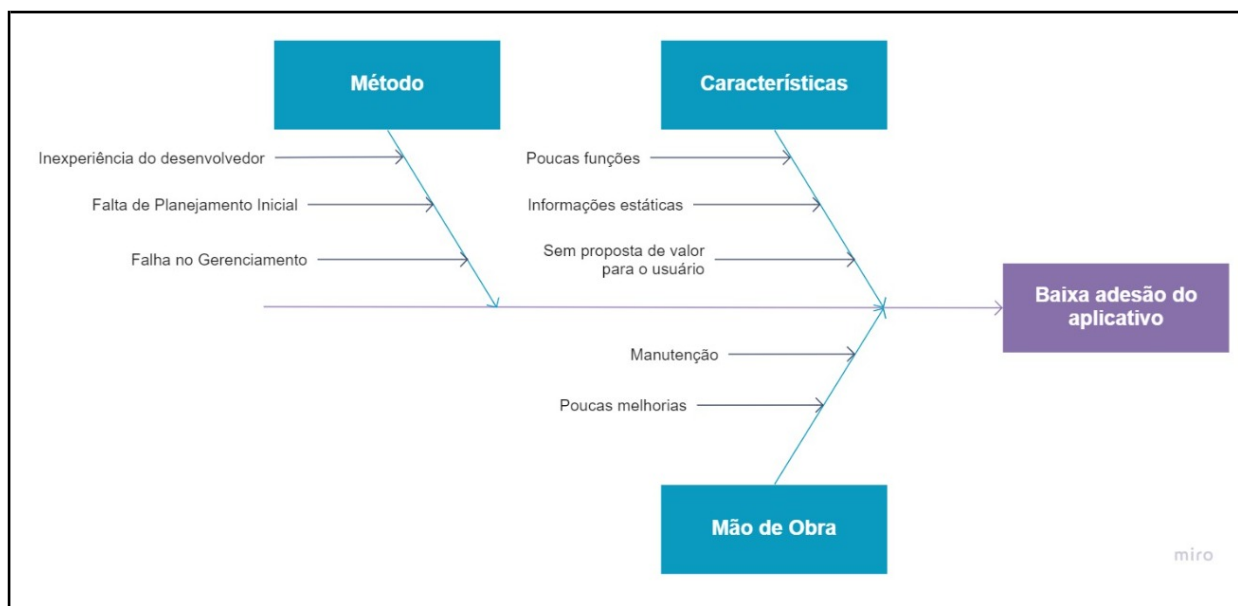 Método
Características
Inexperiência do desenvolvedor
Falta de Planejamento Inicial
Falha no Gerenciamento
Poucas funções
Informações estáticas
Sem proposta de valor
para o usuário
Baixa adesão do
aplicativo
Manutenção
Poucas melhorias
Mão de Obra
miro